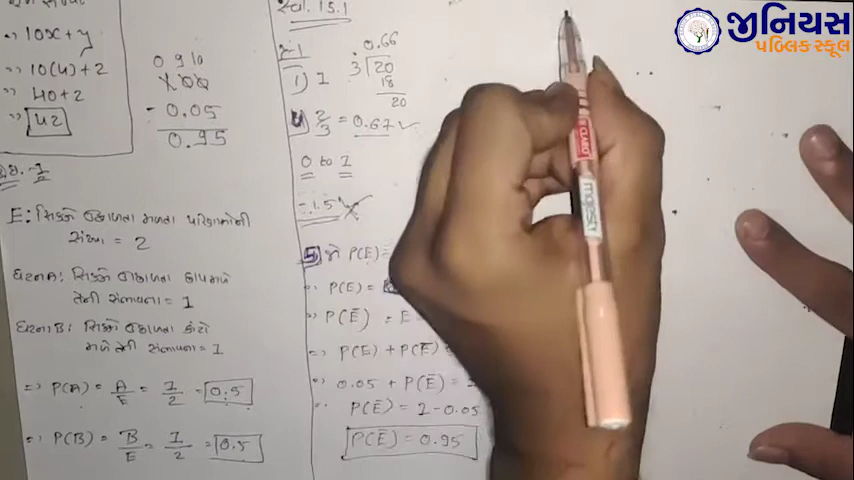 10x + y
10(4) + 2
40 + 2
42
0 9 10
- 0.05
0.95
E: સિક્કો ઉછાળતા મળતા પરિણામોની
સંખ્યા = 2
ઘટના A: સિક્કો ઉછાળતા છાપ મળે
તેની સંભાવના = 1
ઘટના B: સિક્કો ઉછાળતા કાંટો
મળે તેની સંભાવના = 1
=> P(A) = A/E = 1/2 = 0.5
=> P(B) = B/E = 1/2 = 0.5
સ્વા. 15.1
1) 1
0.66
3 20
18
20
2/3 = 0.67 ✓
0 to 1
-1.5
5 જો P(E) =
P(E) =
P(Ē) =
=> P(E) + P(Ē)
0.05 + P(Ē) =
P(Ē) = 1 - 0.05
P(Ē) = 0.95
CLARO
majesty
જીનિયસ
પબ્લિક સ્કૂલ